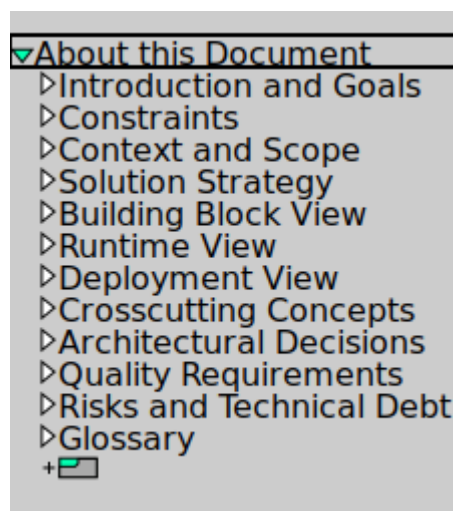 About this Document
Introduction and Goals
Constraints
Context and Scope
Solution Strategy
Building Block View
Runtime View
Deployment View
Crosscutting Concepts
Architectural Decisions
Quality Requirements
Risks and Technical Debt
Glossary
+